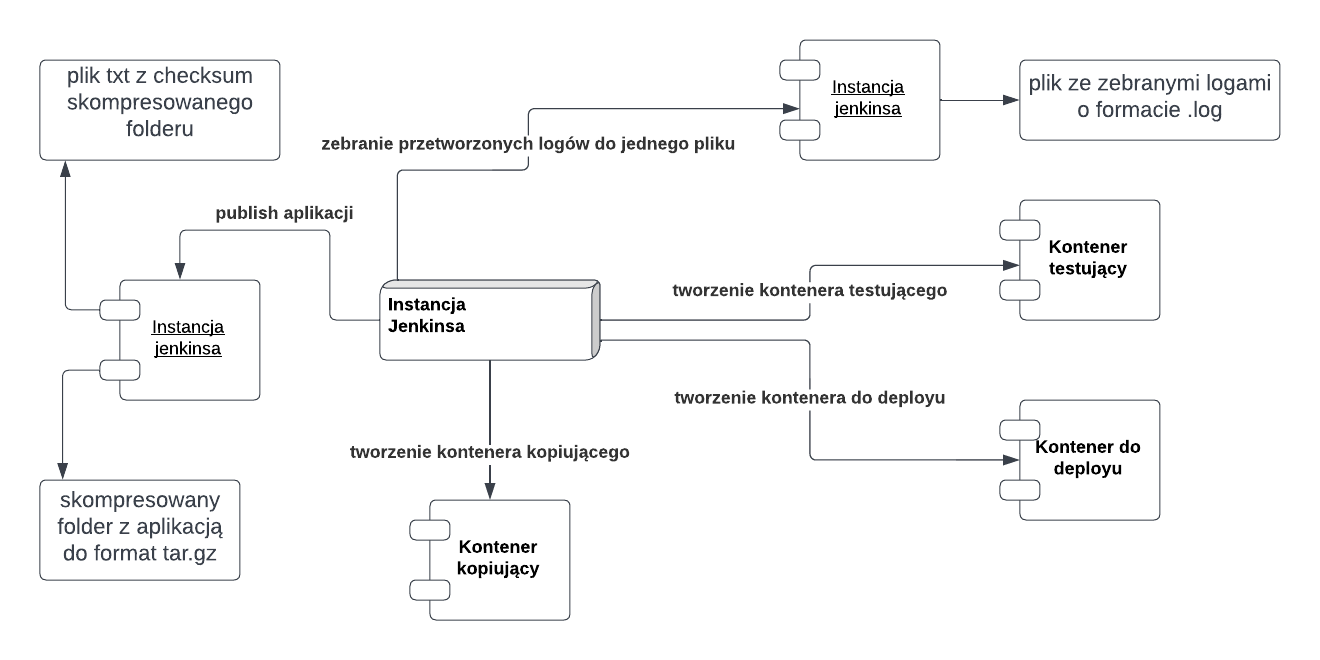 plik txt z checksum
skompresowanego
folderu
Instancja
jenkinsa
plik ze zebranymi logami
o formacie .log
zebranie przetworzonych logów do jednego pliku
publish aplikacji
Kontener
testujący
tworzenie kontenera testującego
Instancja
Jenkinsa
Instancja
jenkinsa
tworzenie kontenera do deployu
Kontener do
deployu
tworzenie kontenera kopiującego
skompresowany
folder z aplikacją
do format tar.gz
Kontener
kopiujący